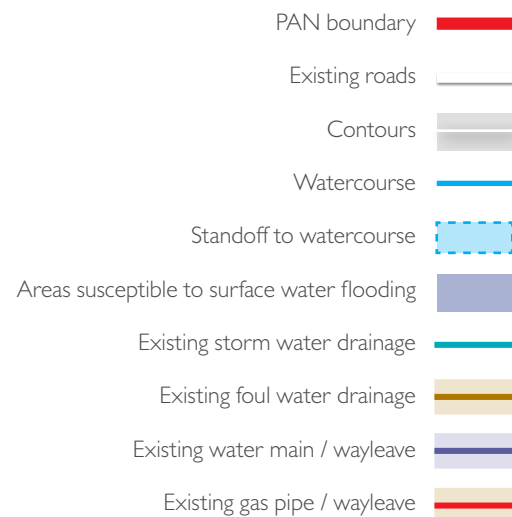 PAN boundary
Existing roads
Contours
Watercourse
Standoff to watercourse
Areas susceptible to surface water flooding
Existing storm water drainage
Existing foul water drainage
Existing water main / wayleave
Existing gas pipe / wayleave